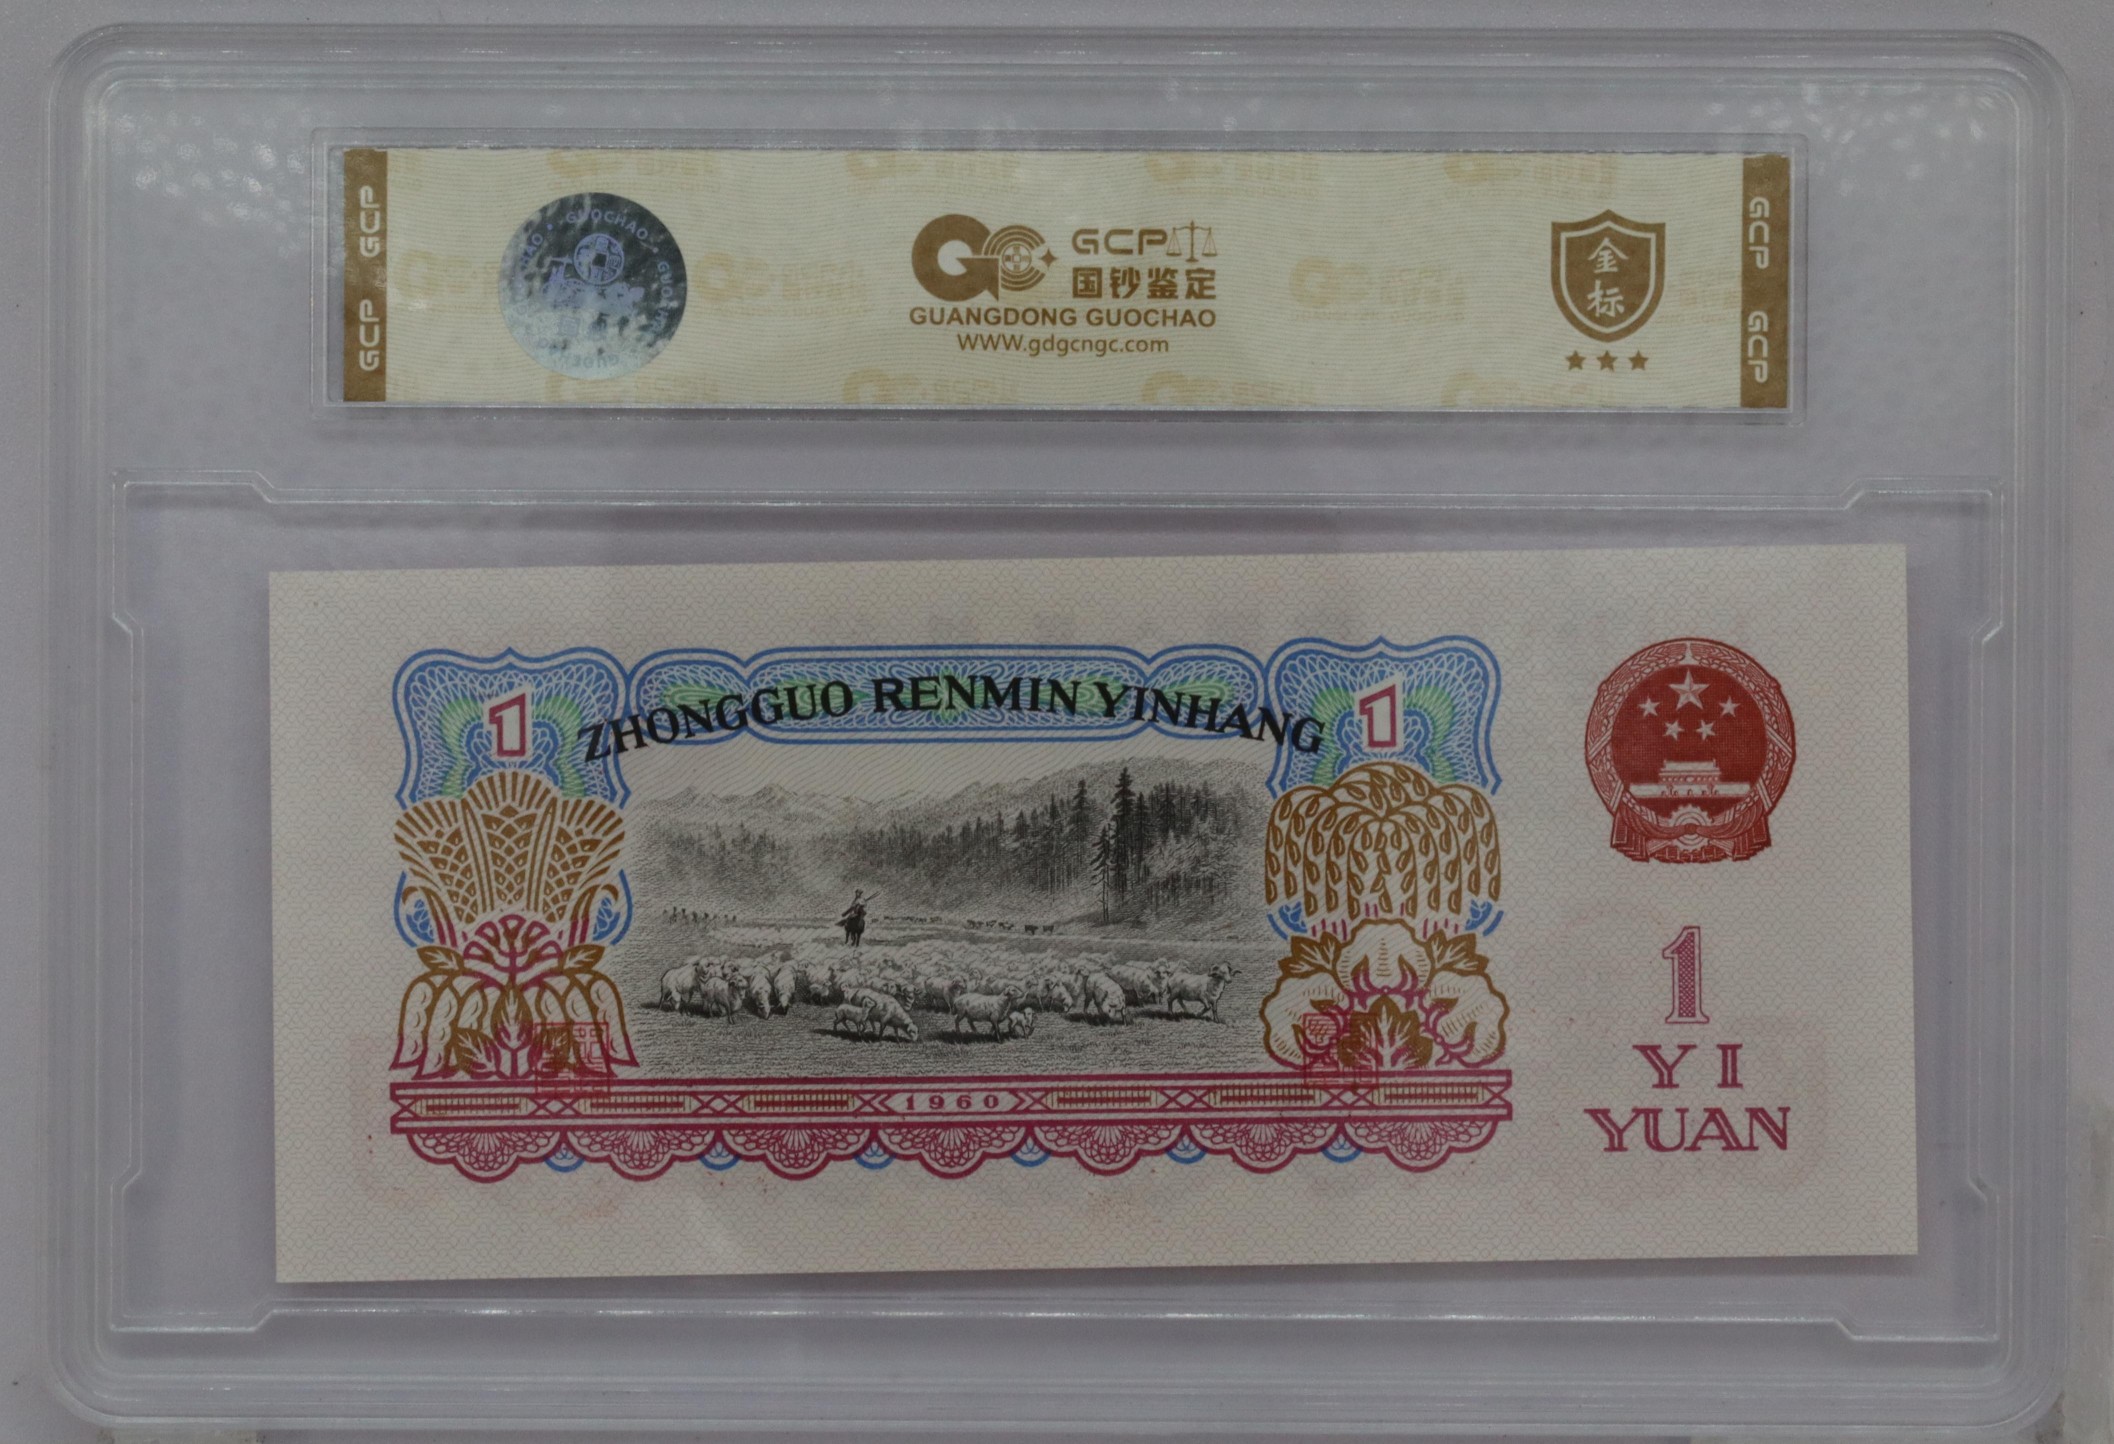 GCP GCP
GUOCHAO
GCP
国钞鉴定
GUANGDONG GUOCHAO
WWW.gdgcngc.com
金标
GCP GCP
1
ZHONGGUO RENMIN YINHANG
1
1960
1
YI
YUAN